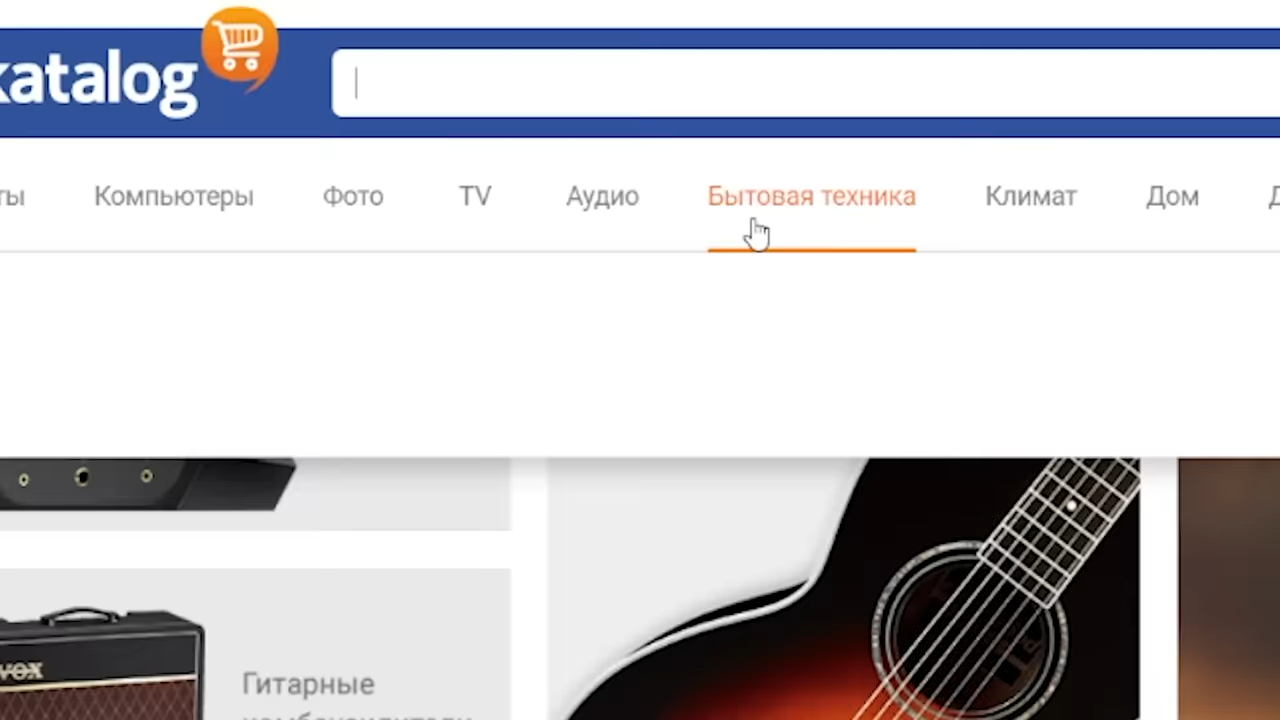 katalog
ты
Компьютеры
Фото
TV
Аудио
Бытовая техника
Климат
Дом
VOX
Гитарные